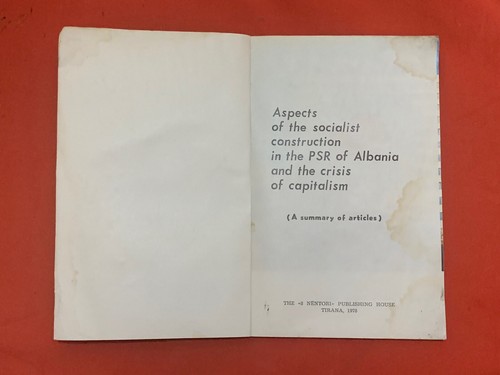 Aspects
of the socialist
construction
in the PSR of Albania
and the crisis
of capitalism
(A summary of articles)
THE «8 NËNTORI» PUBLISHING HOUSE
TIRANA,